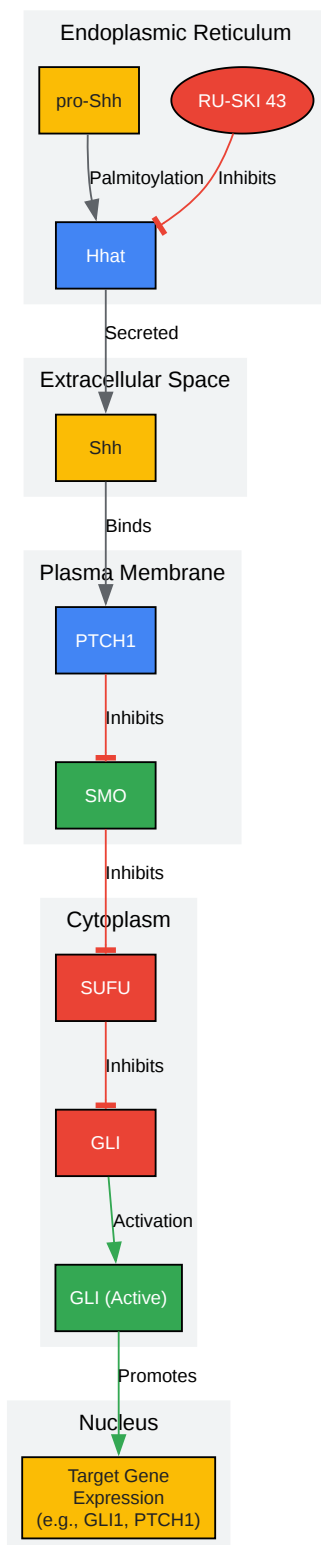 Endoplasmic Reticulum
pro-Shh
RU-SKI 43
Palmitoylation
Inhibits
Hhat
Secreted
Extracellular Space
Shh
Binds
Plasma Membrane
PTCH1
Inhibits
SMO
Inhibits
Cytoplasm
SUFU
Inhibits
GLI
Activation
GLI (Active)
Promotes
Nucleus
Target Gene
Expression
(e.g., GLI1, PTCH1)